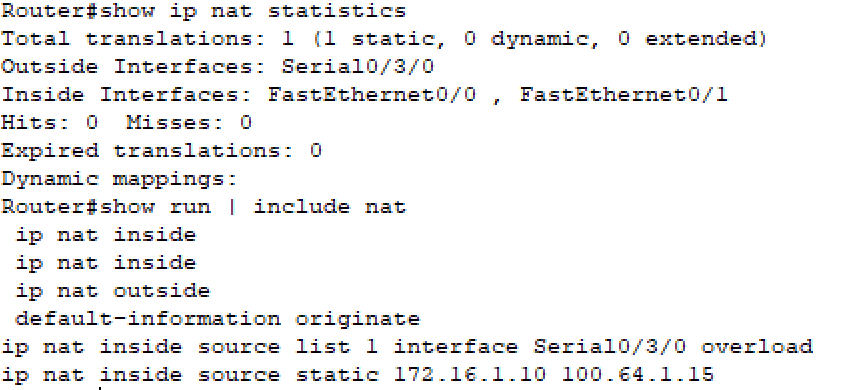 Router#show ip nat statistics
Total translations: 1 (1 static, 0 dynamic, 0 extended)
Outside Interfaces: Serial0/3/0
Inside Interfaces: FastEthernet0/0 , FastEthernet0/1
Hits: 0  Misses: 0
Expired translations: 0
Dynamic mappings:
Router#show run | include nat
 ip nat inside
 ip nat inside
 ip nat outside
 default-information originate
ip nat inside source list 1 interface Serial0/3/0 overload
ip nat inside source static 172.16.1.10 100.64.1.15